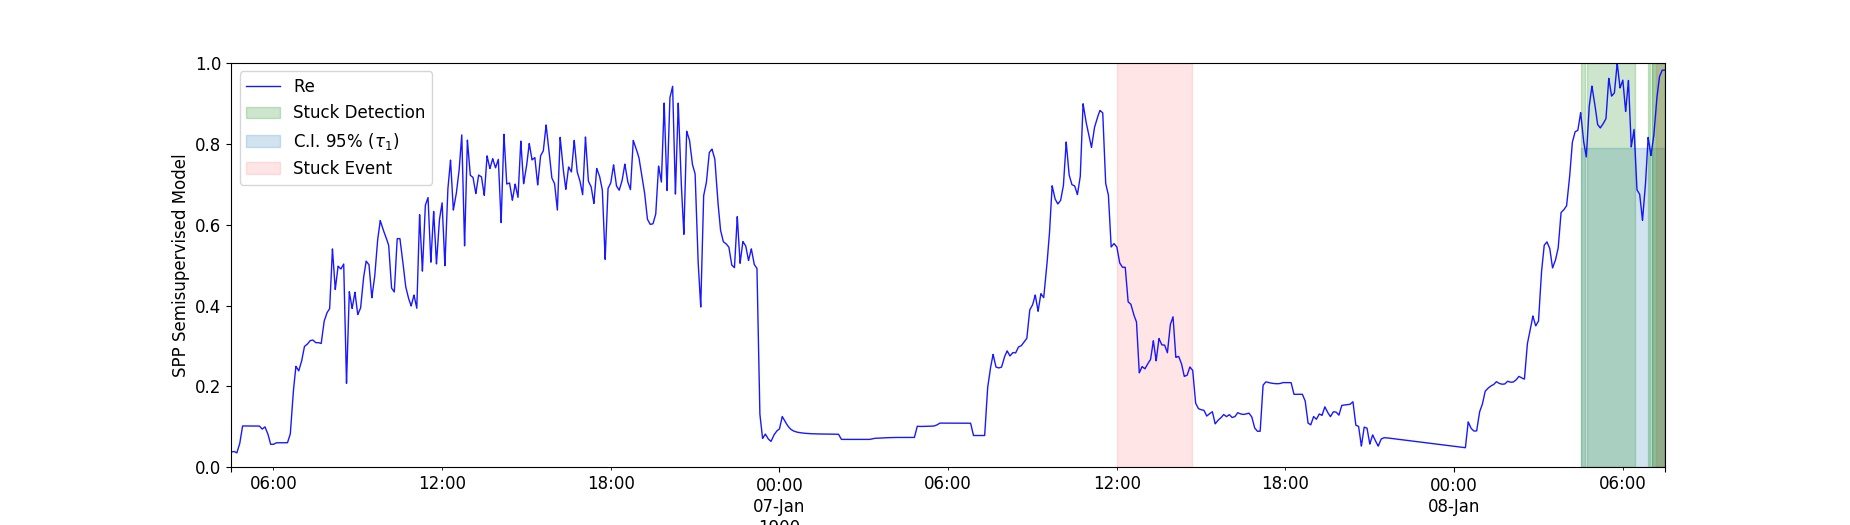 1.0
0.8
0.6
0.4
0.2
0.0
SPP Semisupervised Model
Re
Stuck Detection
C.I. 95% (τ₁)
Stuck Event
06:00 12:00 18:00 00:00 06:00 12:00 18:00 00:00 06:00
07-Jan 08-Jan